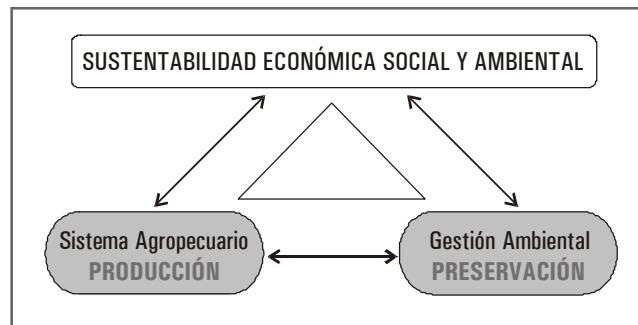 SUSTENTABILIDAD ECONÓMICA SOCIAL Y AMBIENTAL
Sistema Agropecuario
PRODUCCIÓN
Gestión Ambiental
PRESERVACIÓN